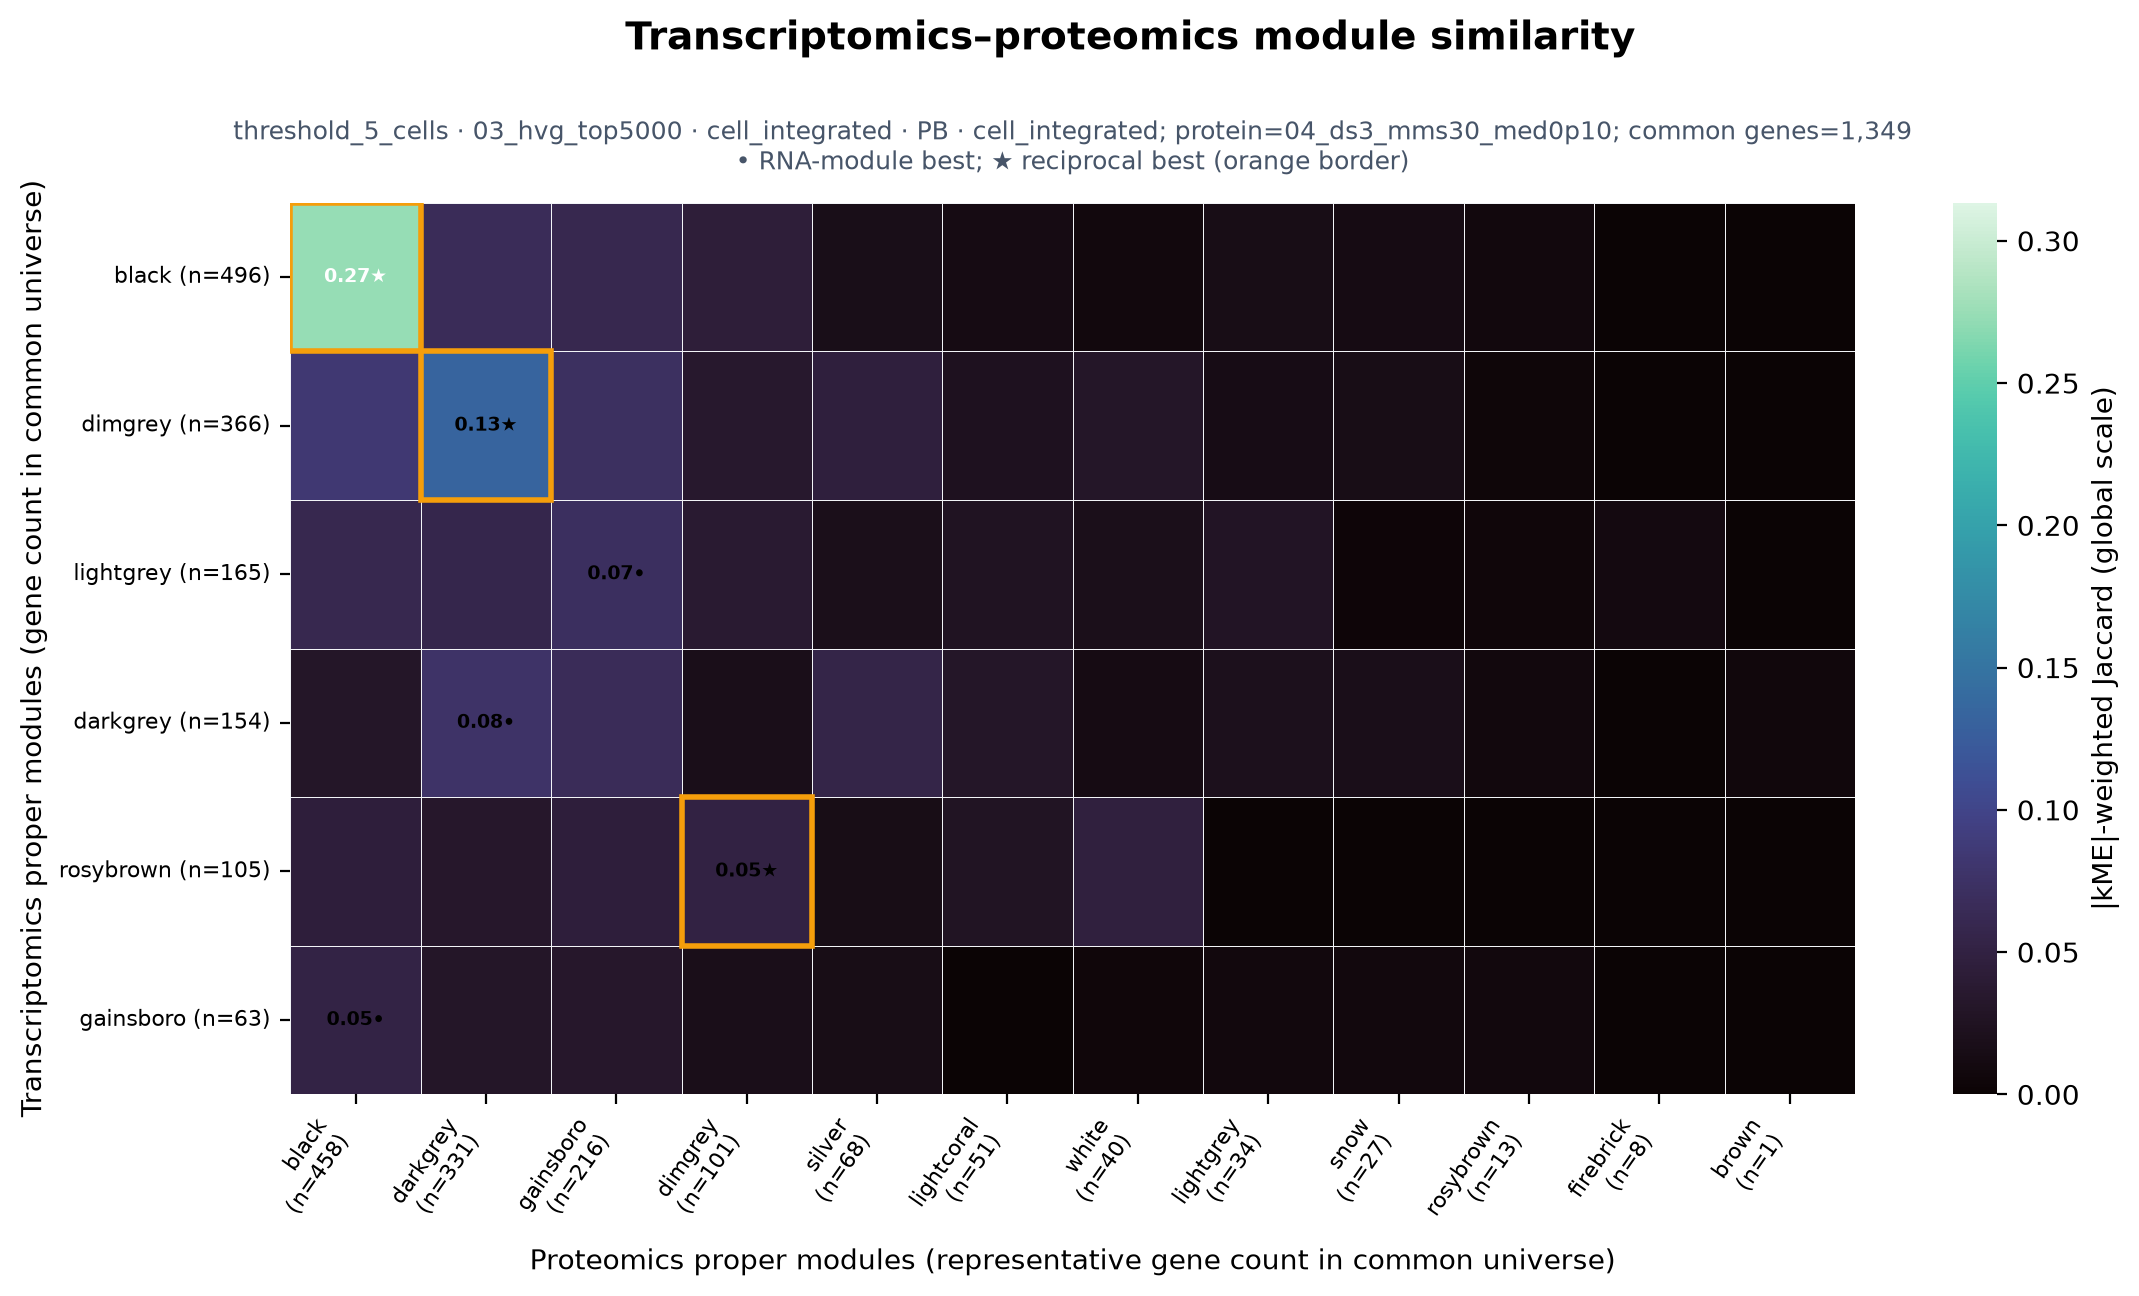 Transcriptomics–proteomics module similarity
threshold_5_cells · 03_hvg_top5000 · cell_integrated · PB · cell_integrated; protein=04_ds3_mms30_med0p10; common genes=1,349
• RNA-module best; ★ reciprocal best (orange border)
Transcriptomics proper modules (gene count in common universe)
black (n=496)
dimgrey (n=366)
lightgrey (n=165)
darkgrey (n=154)
rosybrown (n=105)
gainsboro (n=63)
0.27★
0.13★
0.07•
0.08•
0.05★
0.05•
black
(n=458)
darkgrey
(n=331)
gainsboro
(n=216)
dimgrey
(n=101)
silver
(n=68)
lightcoral
(n=51)
white
(n=40)
lightgrey
(n=34)
snow
(n=27)
rosybrown
(n=13)
firebrick
(n=8)
brown
(n=1)
Proteomics proper modules (representative gene count in common universe)
0.30
0.25
0.20
0.15
0.10
0.05
0.00
|kME|-weighted Jaccard (global scale)